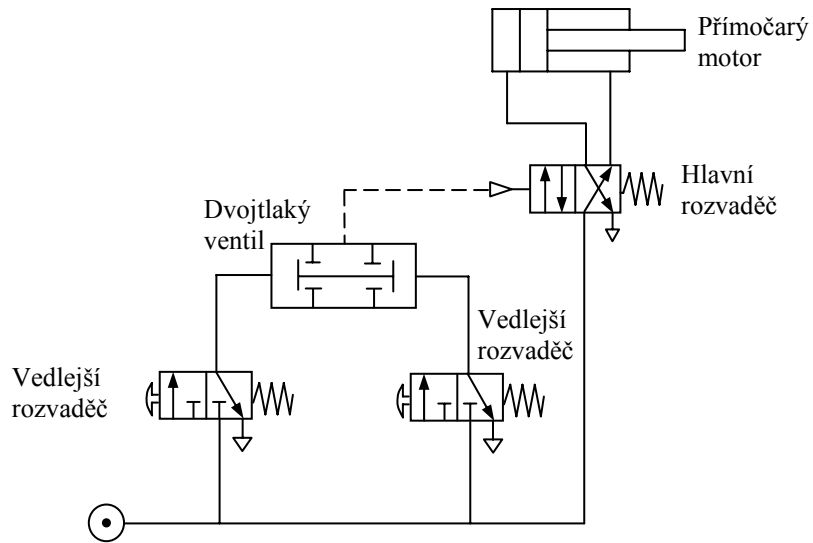 Přímočarý
motor
Hlavní
rozvaděč
Dvojtlaký
ventil
Vedlejší
rozvaděč
Vedlejší
rozvaděč